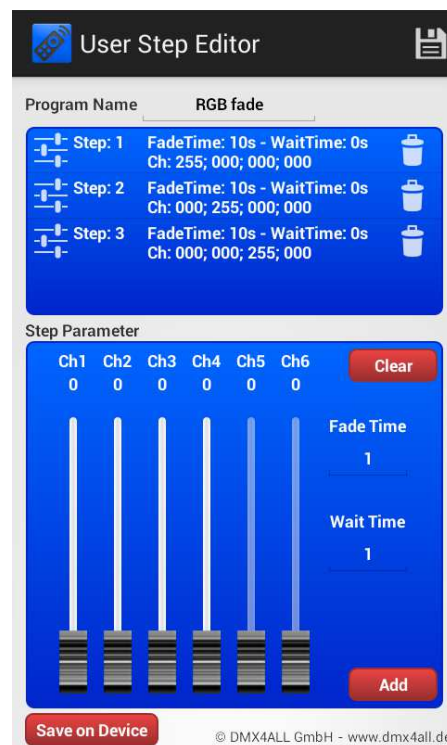 User Step Editor
Program Name RGB fade
Step: 1 FadeTime: 10s - WaitTime: 0s
Ch: 255; 000; 000; 000
Step: 2 FadeTime: 10s - WaitTime: 0s
Ch: 000; 255; 000; 000
Step: 3 FadeTime: 10s - WaitTime: 0s
Ch: 000; 000; 255; 000
Step Parameter
Ch1 Ch2 Ch3 Ch4 Ch5 Ch6 Clear
0 0 0 0 0 0
Fade Time
1
Wait Time
1
Add
Save on Device © DMX4ALL GmbH - www.dmx4all.de